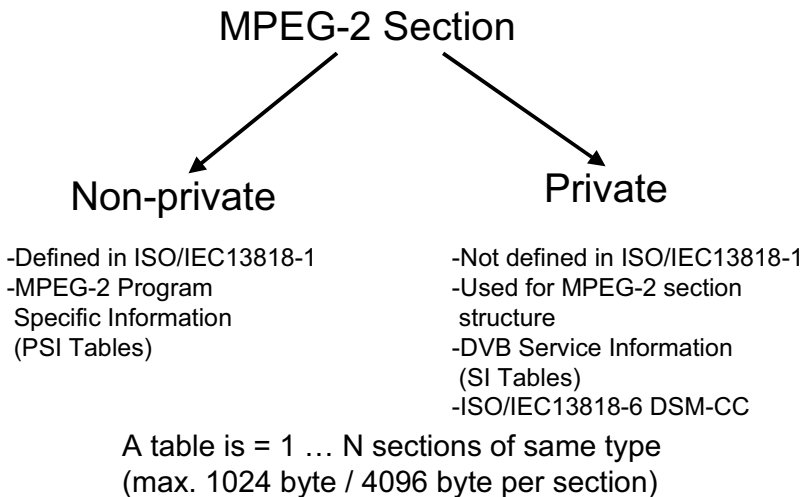 MPEG-2 Section
Non-private
-Defined in ISO/IEC13818-1
-MPEG-2 Program
Specific Information
(PSI Tables)
Private
-Not defined in ISO/IEC13818-1
-Used for MPEG-2 section
structure
-DVB Service Information
(SI Tables)
-ISO/IEC13818-6 DSM-CC
A table is = 1 … N sections of same type
(max. 1024 byte / 4096 byte per section)